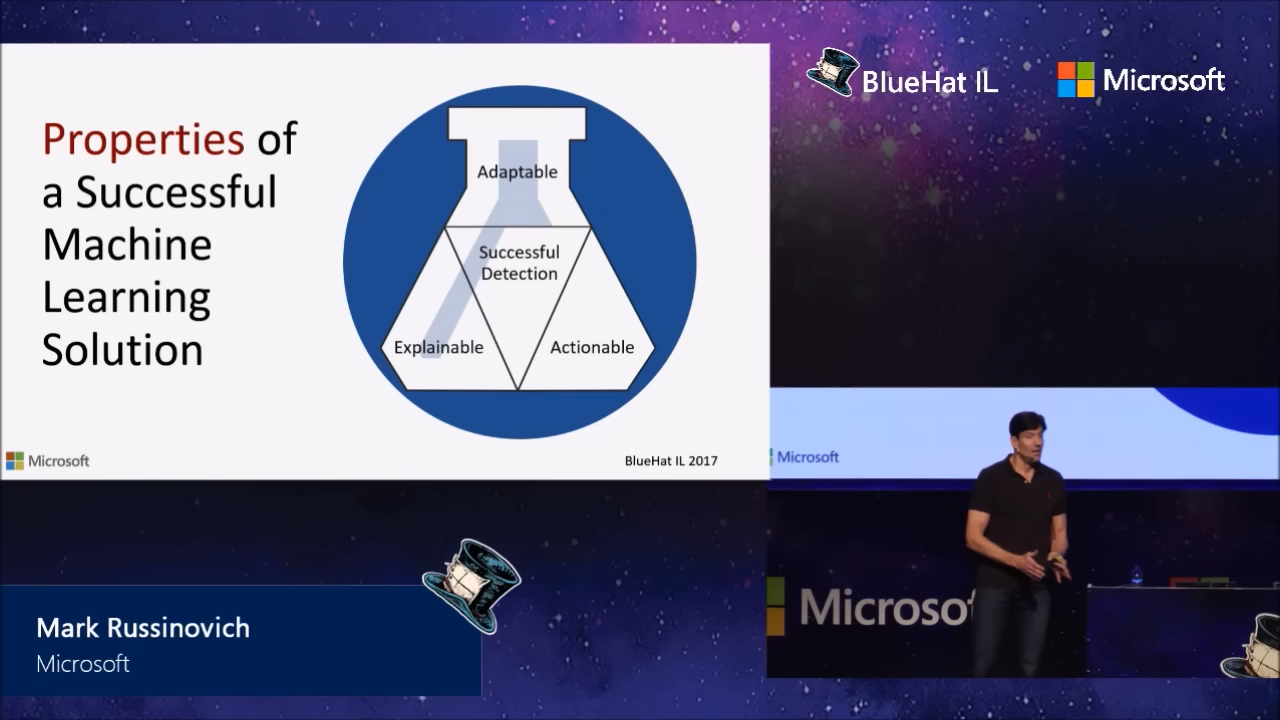 Properties of
a Successful
Machine
Learning
Solution
Adaptable
Successful
Detection
Explainable
Actionable
Microsoft
BlueHat IL 2017
BlueHat IL
Microsoft
Microsoft
Microsof
Mark Russinovich
Microsoft